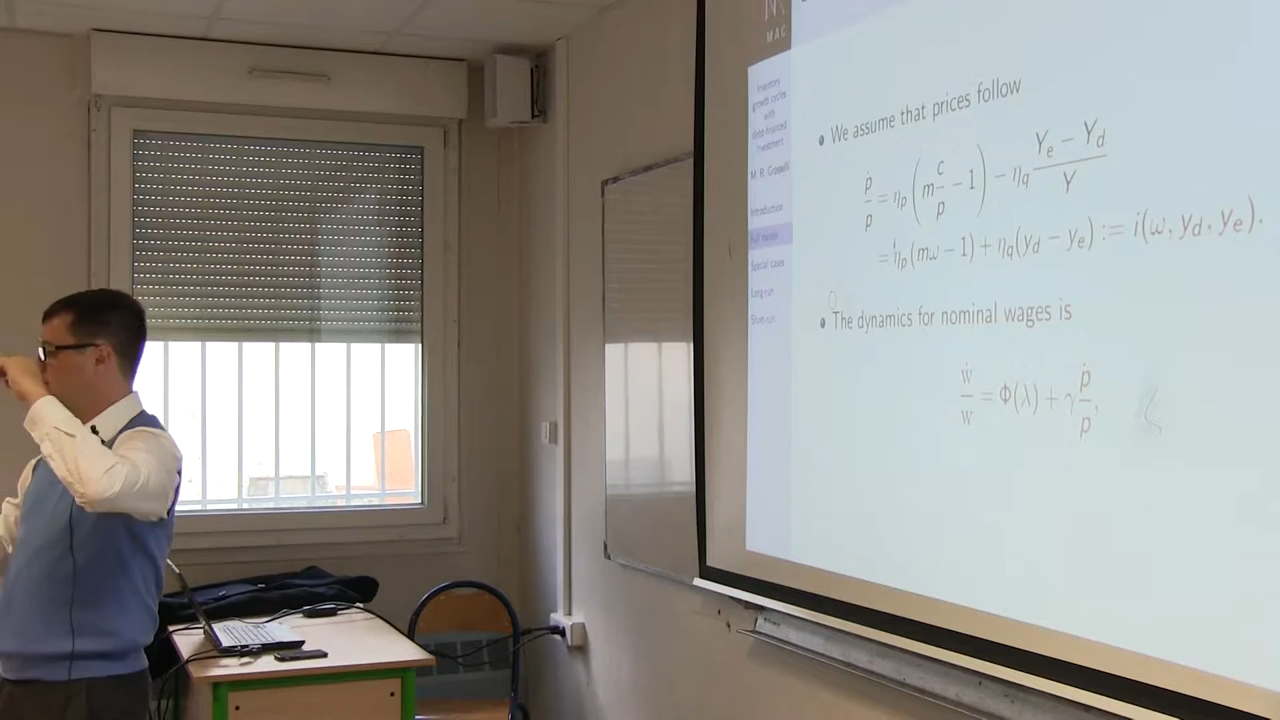 MAC
Inventory
growth cycles
with
debt-financed
investment
M. R. Grasselli
Introduction
Full model
Special cases
Long-run
Short-run
• We assume that prices follow
ṗ/p = η_p (m c/p − 1) − η_q (Y_e − Y_d)/Y
= η_p(mω − 1) + η_q(y_d − y_e) := i(ω, y_d, y_e).
• The dynamics for nominal wages is
ẇ/w = Φ(λ) + γ ṗ/p,